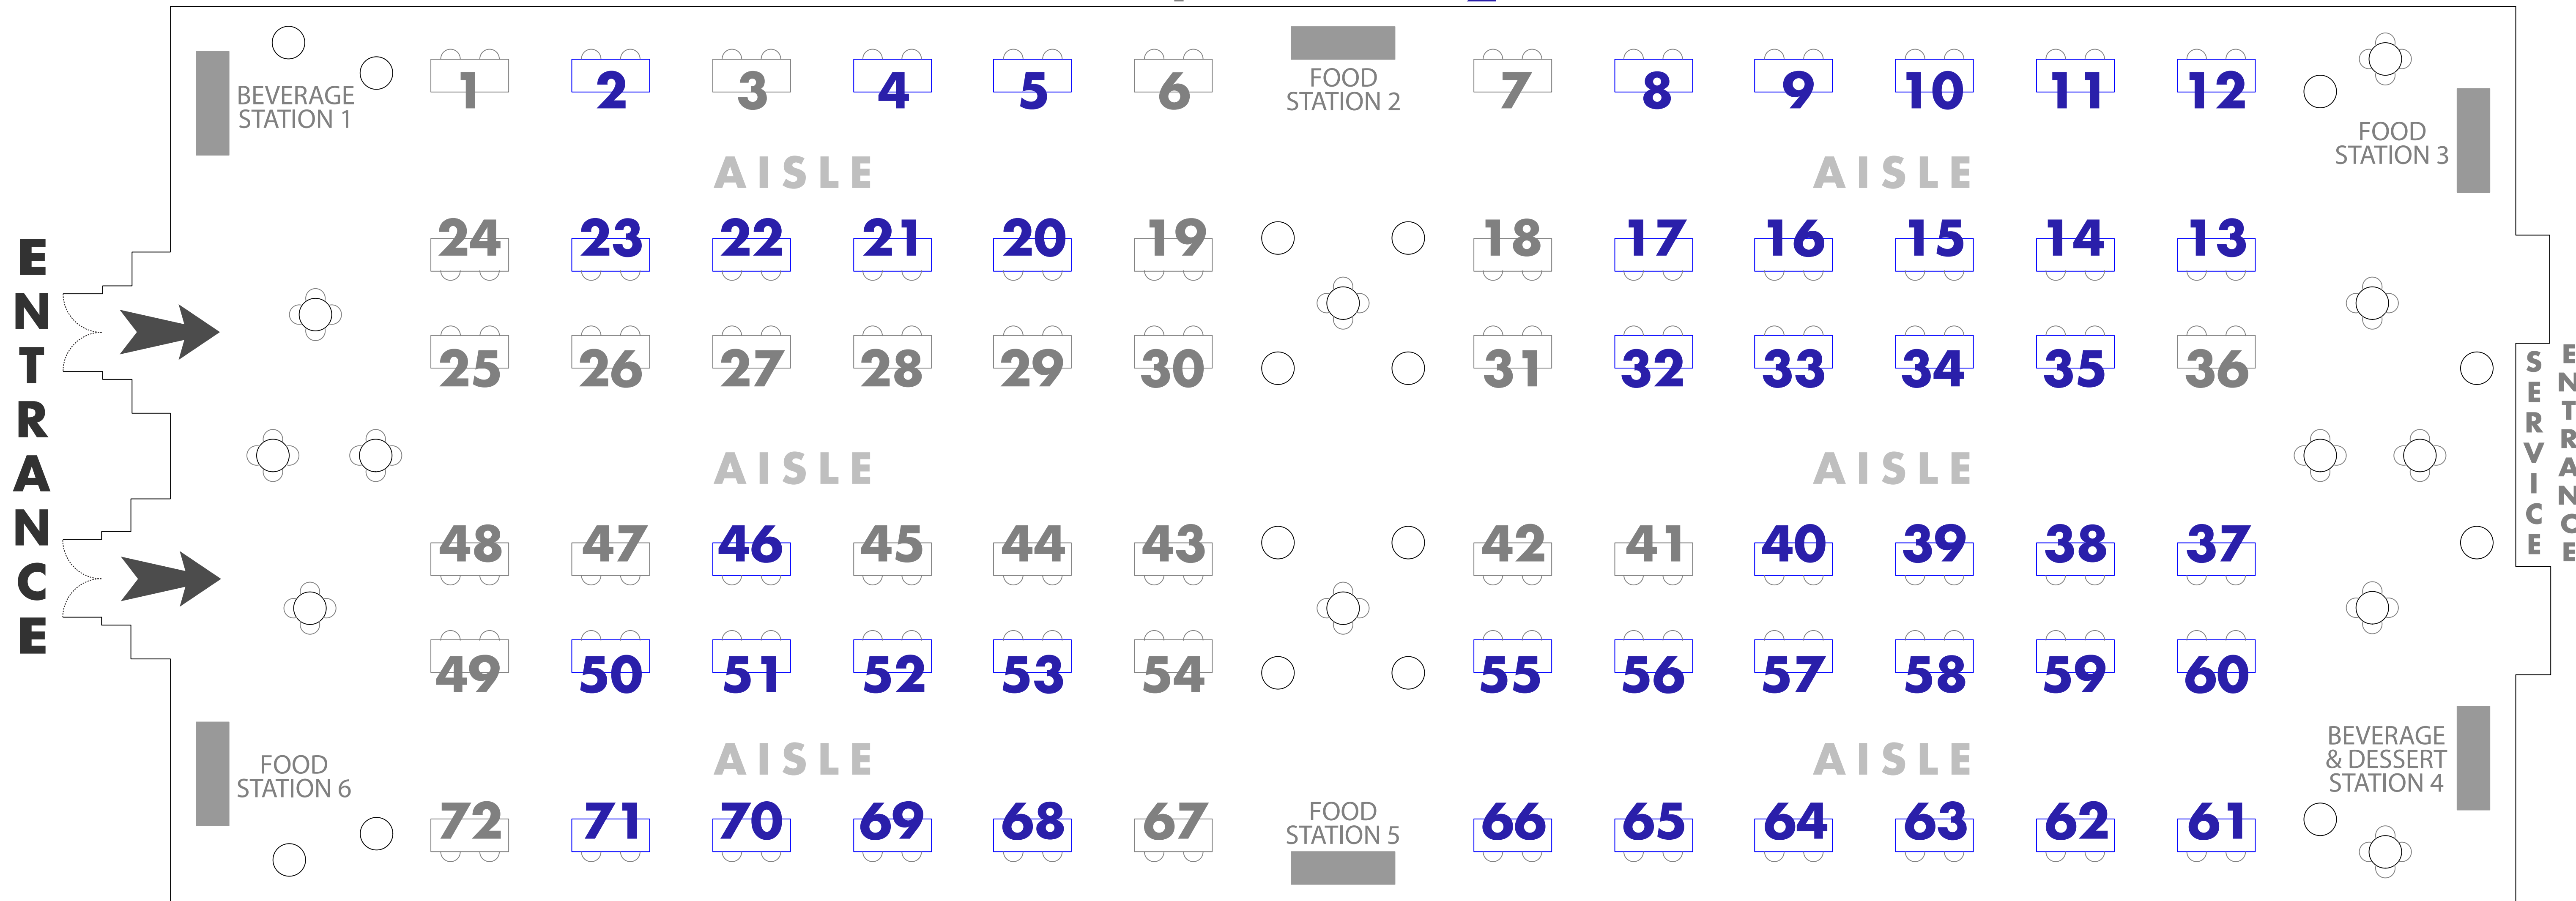 1 2 3 4 5 6 7 8 9 10 11 12
BEVERAGE
STATION 1
FOOD
STATION 2
FOOD
STATION 3
AISLE AISLE
24 23 22 21 20 19 18 17 16 15 14 13
ENTRANCE
25 26 27 28 29 30 31 32 33 34 35 36
SERVICE
ENTRANCE
AISLE AISLE
48 47 46 45 44 43 42 41 40 39 38 37
49 50 51 52 53 54 55 56 57 58 59 60
AISLE AISLE
FOOD
STATION 6
FOOD
STATION 5
BEVERAGE
& DESSERT
STATION 4
72 71 70 69 68 67 66 65 64 63 62 61